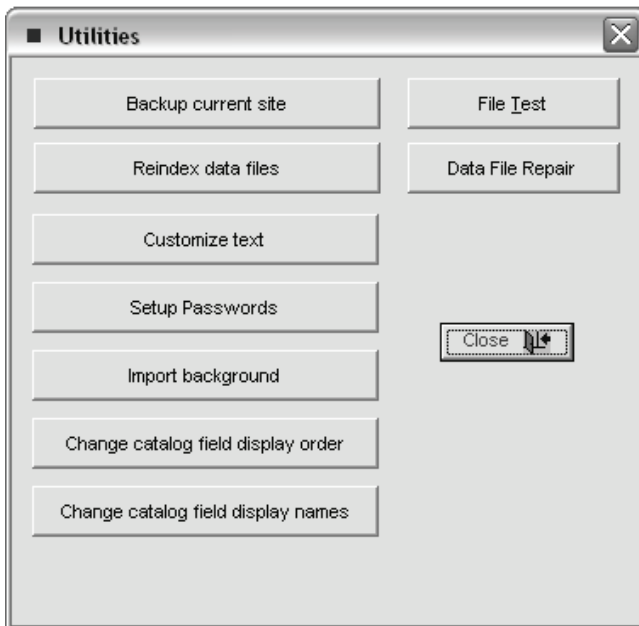 Utilities
Backup current site
File Test
Reindex data files
Data File Repair
Customize text
Setup Passwords
Close
Import background
Change catalog field display order
Change catalog field display names